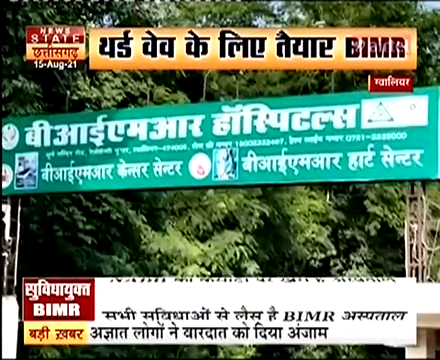 NEWS
STATE
छत्तीसगढ़
15-Aug-21
थर्ड वेव के लिए तैयार BIMR
ग्वालियर
बीआईएमआर हॉस्पिटल्स
बीआईएमआर केन्सर सेन्टर
बीआईएमआर हार्ट सेन्टर
सुविधायुक्त
BIMR
सभी सुविधाओं से लैस है BIMR अस्पताल
बड़ी ख़बर
अज्ञात लोगों ने वारदात को दिया अंजाम